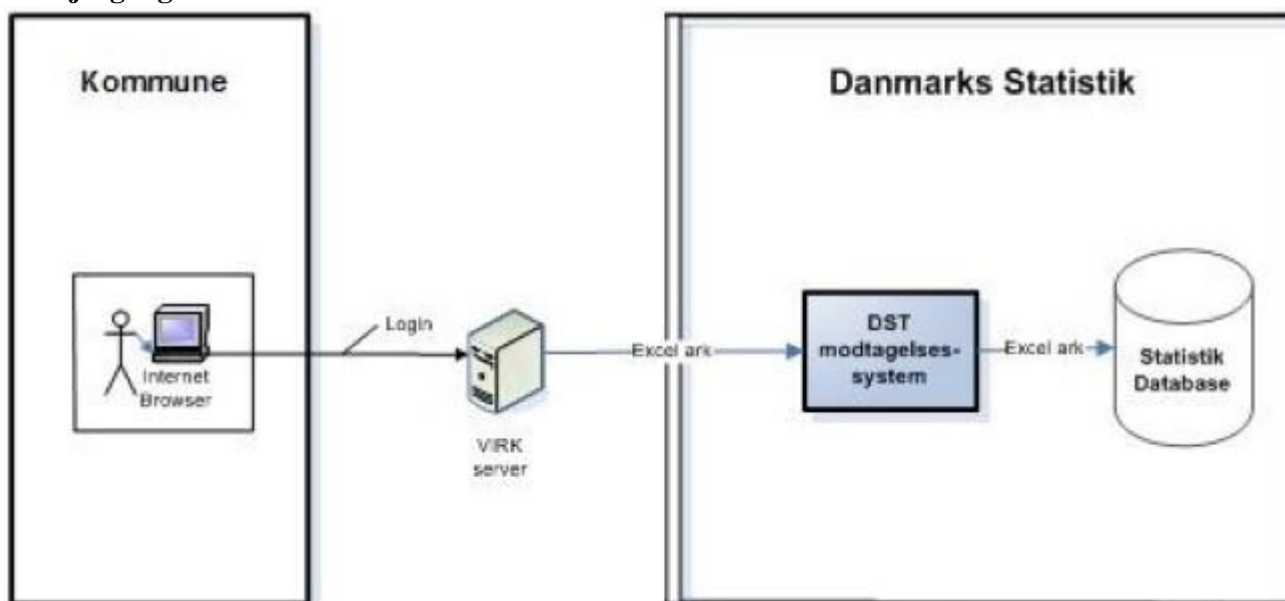 Kommune
Danmarks Statistik
Login
Internet
Browser
VIRK
server
Excel ark
DST
modtagelses-
system
Excel ark
Statistik
Database